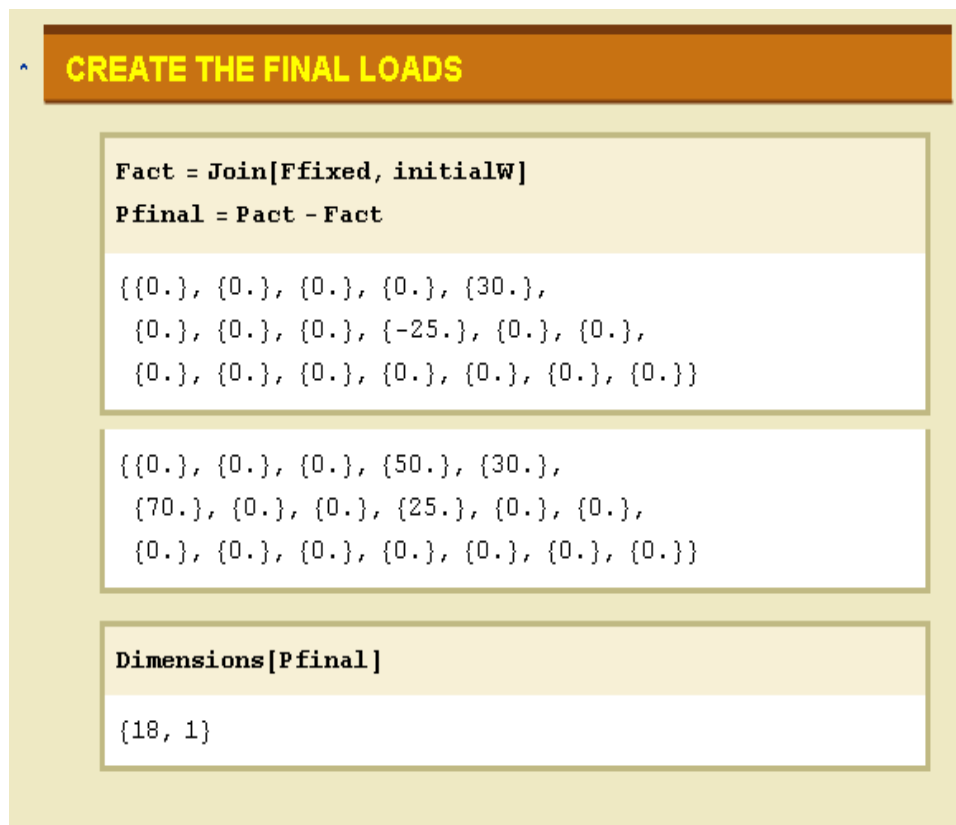 CREATE THE FINAL LOADS
Fact = Join[Ffixed, initialW]
Pfinal = Pact - Fact
{{0.}, {0.}, {0.}, {0.}, {30.},
{0.}, {0.}, {0.}, {-25.}, {0.}, {0.},
{0.}, {0.}, {0.}, {0.}, {0.}, {0.}, {0.}}
{{0.}, {0.}, {0.}, {50.}, {30.},
{70.}, {0.}, {0.}, {25.}, {0.}, {0.},
{0.}, {0.}, {0.}, {0.}, {0.}, {0.}, {0.}}
Dimensions[Pfinal]
{18, 1}